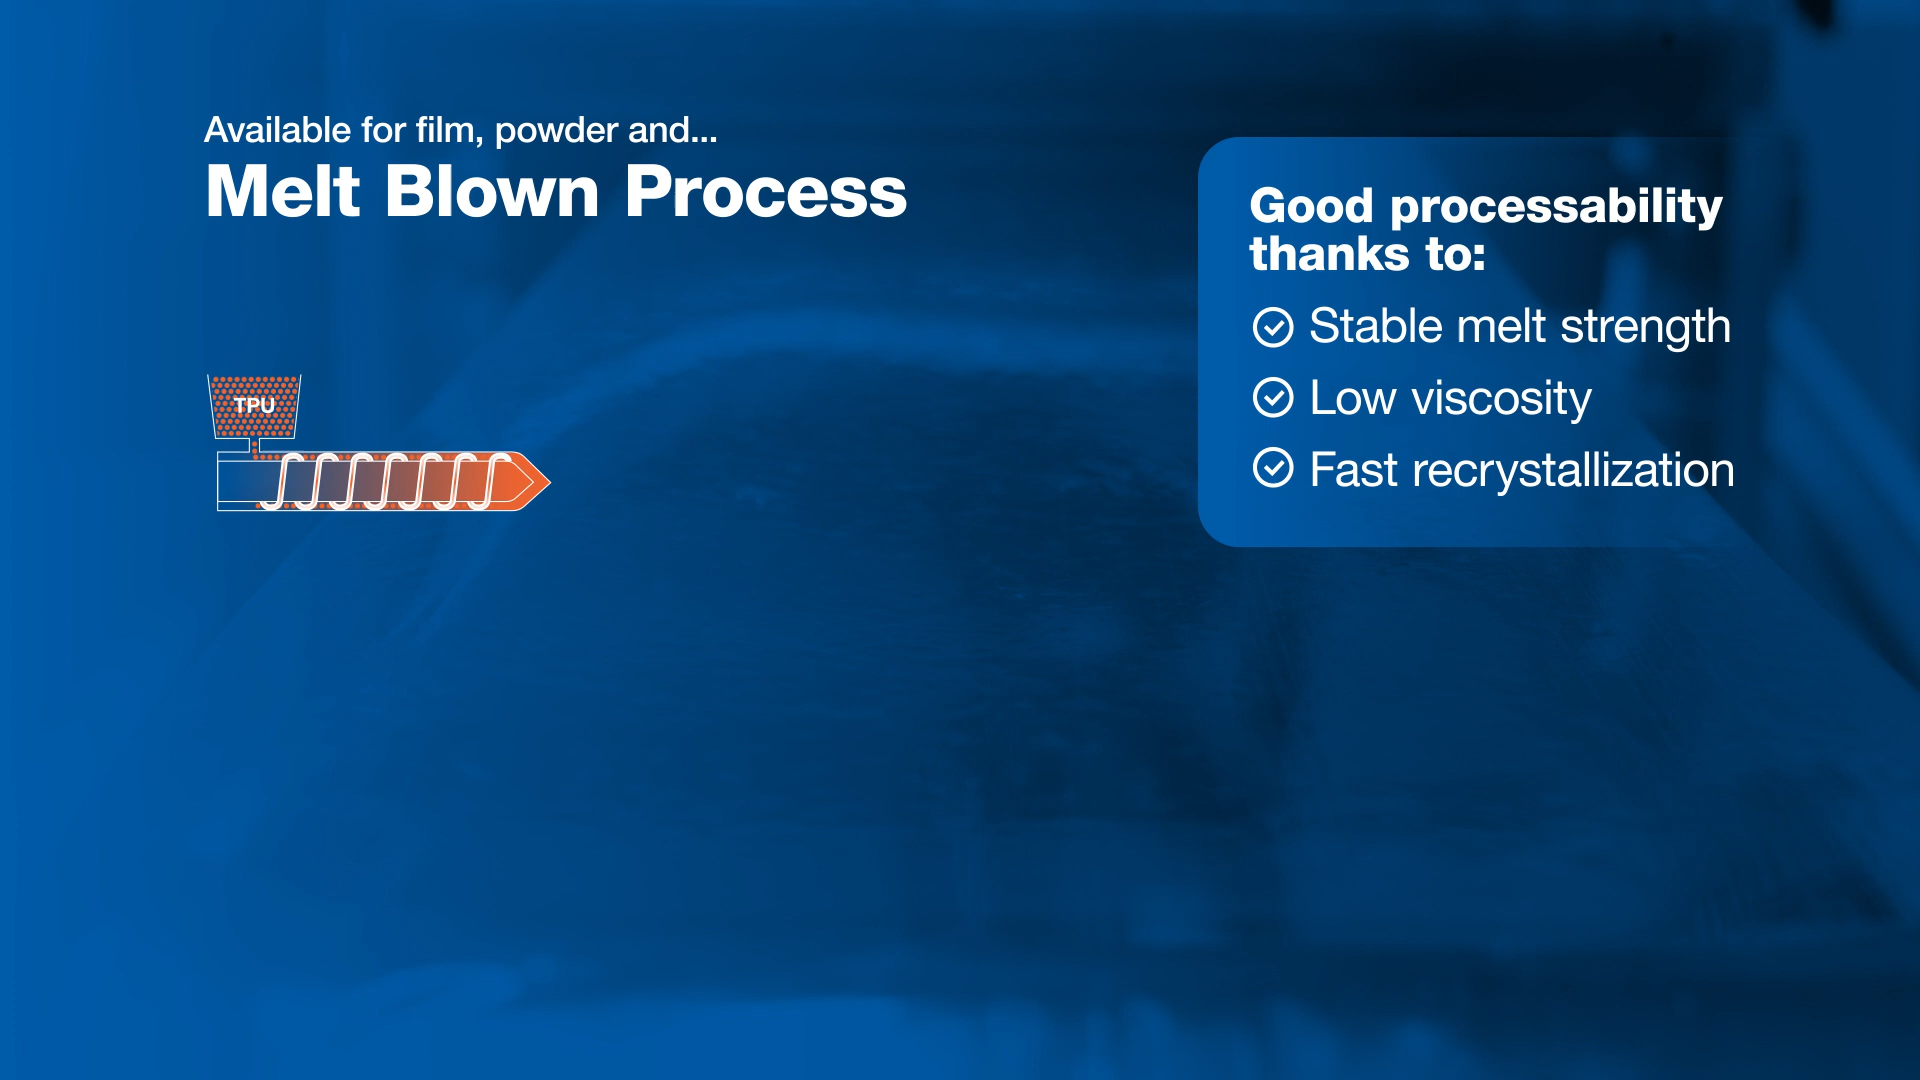 Available for film, powder and...
Melt Blown Process
TPU
Good processability
thanks to:
Stable melt strength
Low viscosity
Fast recrystallization